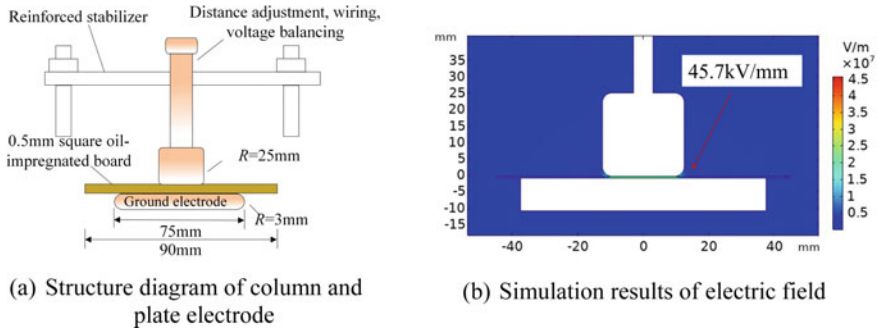 Reinforced stabilizer
Distance adjustment, wiring,
voltage balancing
0.5mm square oil-
impregnated board
R=25mm
Ground electrode
R=3mm
75mm
90mm
(a) Structure diagram of column and
plate electrode
mm
35
30
25
20
15
10
5
0
-5
-10
-15
-40
-20
0
20
40
mm
45.7kV/mm
V/m
×10⁷
4.5
4
3.5
3
2.5
2
1.5
1
0.5
(b) Simulation results of electric field